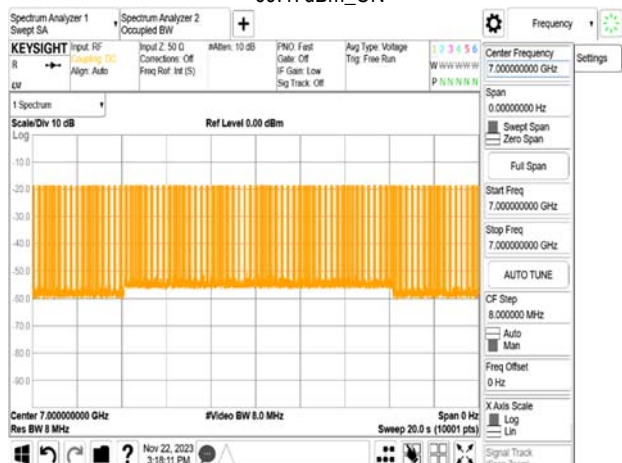 Spectrum Analyzer 1
Swept SA
Spectrum Analyzer 2
Occupied BW
+
Frequency
KEYSIGHT
Input: RF
Coupling: DC
Align: Auto
Input Z: 50 Ω
Corrections: Off
Freq Ref: Int (S)
#Atten: 10 dB
PNO: Fast
Gate: Off
IF Gain: Low
Sig Track: Off
Avg Type: Voltage
Trig: Free Run
1 2 3 4 5 6
W W W W W W
P N N N N N
Center Frequency
7.000000000 GHz
Settings
Span
0.00000000 Hz
Swept Span
Zero Span
Full Span
Start Freq
7.000000000 GHz
Stop Freq
7.000000000 GHz
AUTO TUNE
CF Step
8.000000 MHz
Auto
Man
Freq Offset
0 Hz
X Axis Scale
Log
Lin
Signal Track
1 Spectrum
Scale/Div 10 dB
Ref Level 0.00 dBm
Log
-10.0
-20.0
-30.0
-40.0
-50.0
-60.0
-70.0
-80.0
-90.0
Center 7.000000000 GHz
#Video BW 8.0 MHz
Span 0 Hz
Res BW 8 MHz
Sweep 20.0 s (10001 pts)
Nov 22, 2023
3:18:11 PM